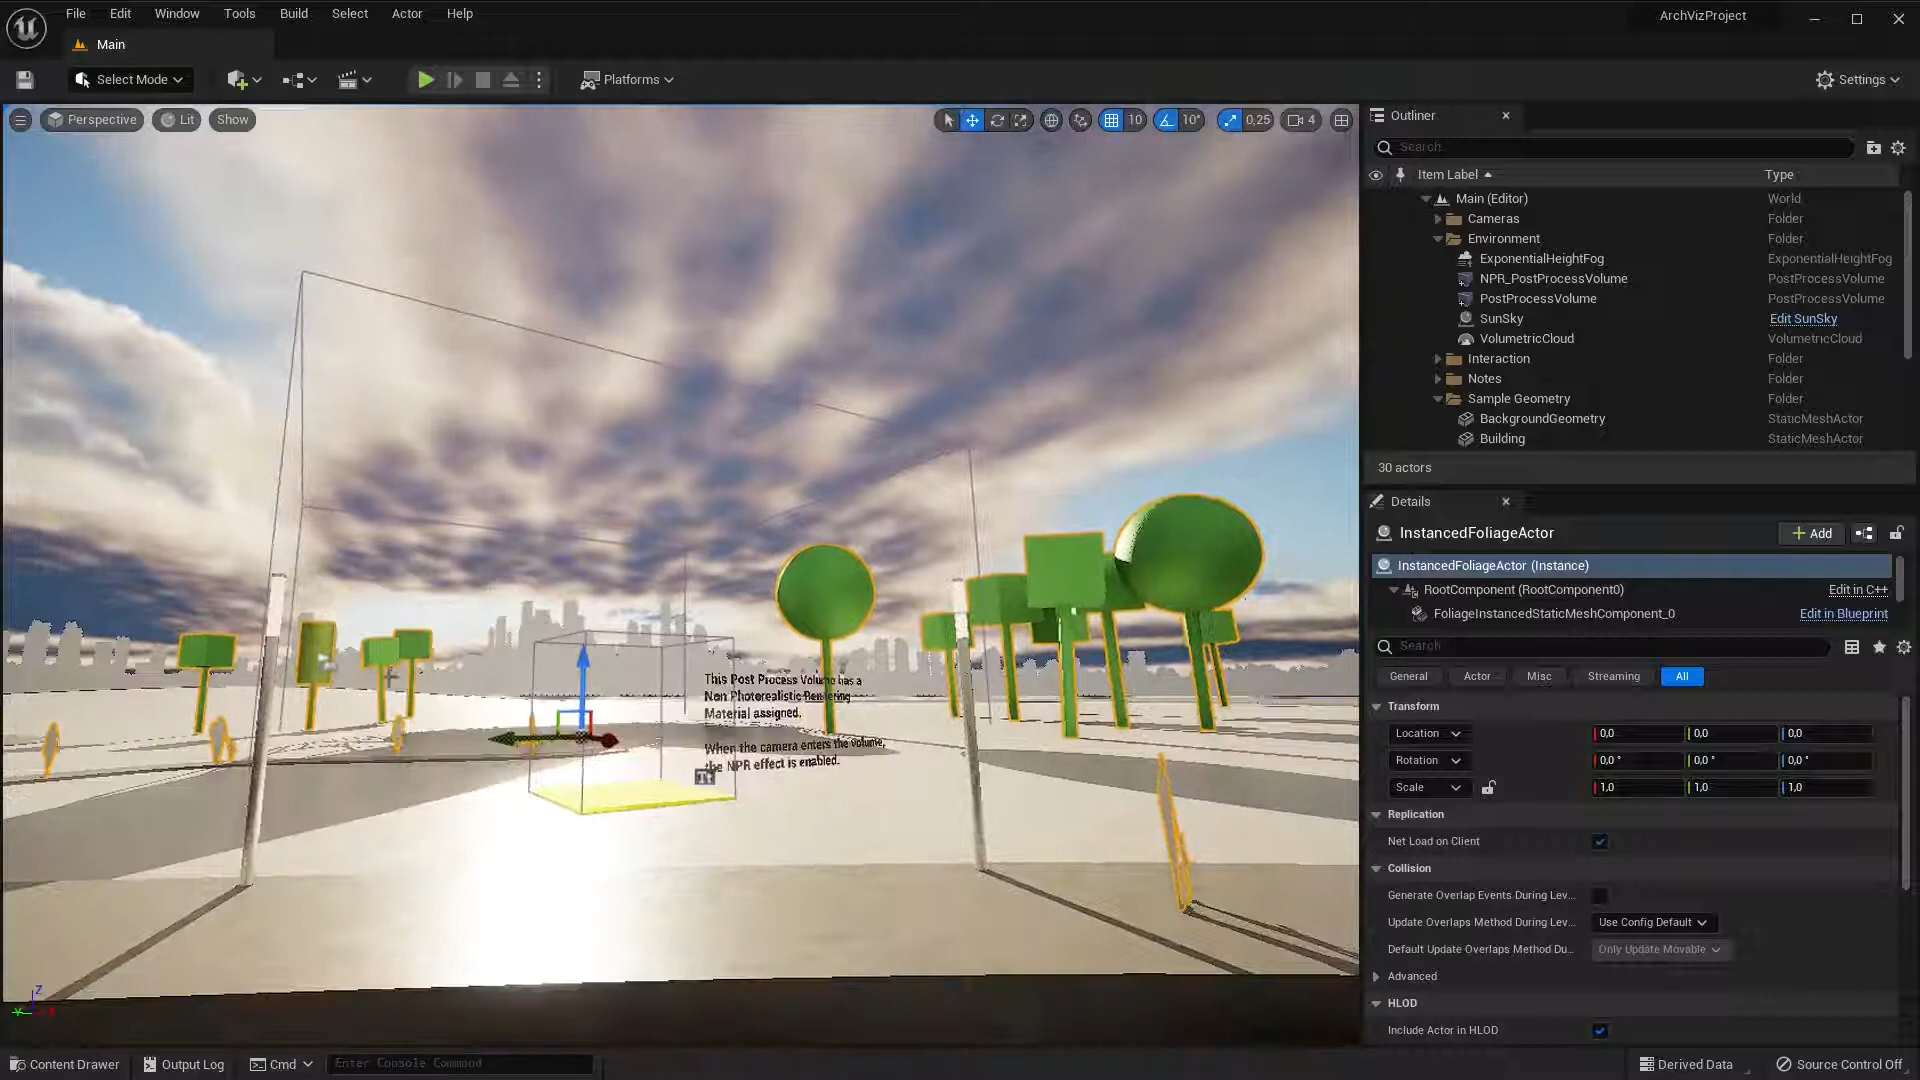 File Edit Window Tools Build Select Actor Help
ArchVizProject
Main
Select Mode
Platforms
Settings
Perspective
Lit
Show
10
10°
0,25
4
Outliner
Search...
Item Label
Type
Main (Editor)
World
Cameras
Folder
Environment
Folder
ExponentialHeightFog
ExponentialHeightFog
NPR_PostProcessVolume
PostProcessVolume
PostProcessVolume
PostProcessVolume
SunSky
Edit SunSky
VolumetricCloud
VolumetricCloud
Interaction
Folder
Notes
Folder
Sample Geometry
Folder
BackgroundGeometry
StaticMeshActor
Building
StaticMeshActor
30 actors
Details
InstancedFoliageActor
Add
InstancedFoliageActor (Instance)
RootComponent (RootComponent0)
Edit in C++
FoliageInstancedStaticMeshComponent_0
Edit in Blueprint
Search
General
Actor
Misc
Streaming
All
Transform
Location
0,0
0,0
0,0
Rotation
0,0 °
0,0 °
0,0 °
Scale
1,0
1,0
1,0
Replication
Net Load on Client
Collision
Generate Overlap Events During Lev...
Update Overlaps Method During Lev...
Use Config Default
Default Update Overlaps Method Du...
Only Update Movable
Advanced
HLOD
Include Actor in HLOD
This Post Process Volume has a
Non Photorealistic Rendering
Material assigned.
When the camera enters the volume,
the NPR effect is enabled.
Tt
Z
Content Drawer
Output Log
Cmd
Enter Console Command
Derived Data
Source Control Off